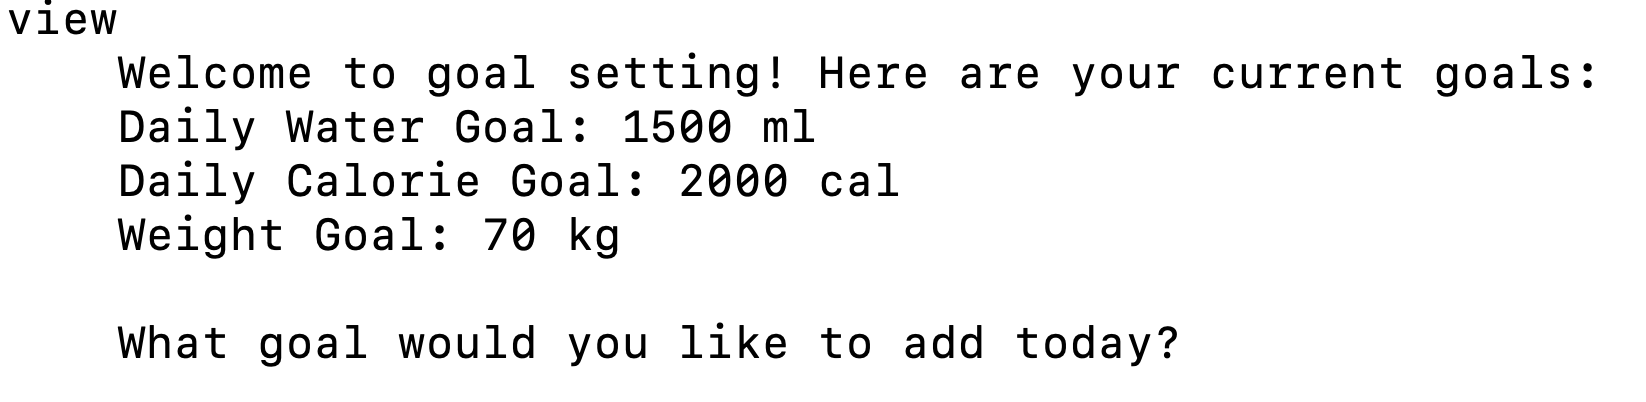 view
Welcome to goal setting! Here are your current goals:
Daily Water Goal: 1500 ml
Daily Calorie Goal: 2000 cal
Weight Goal: 70 kg
What goal would you like to add today?